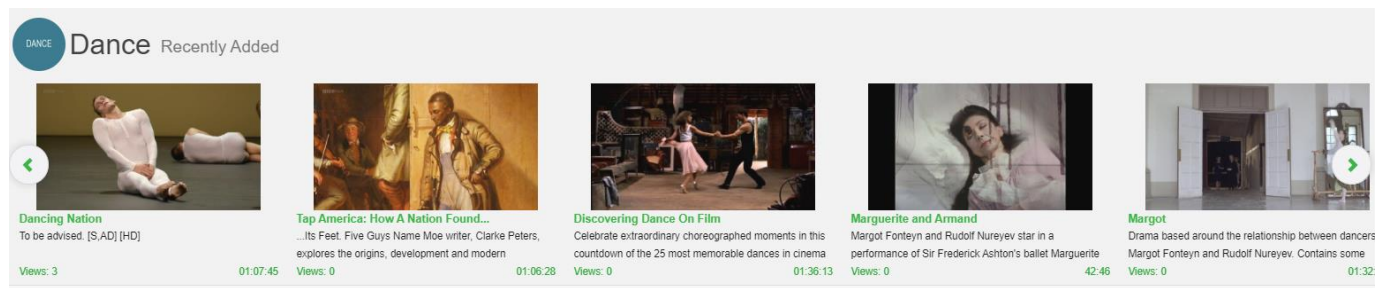 DANCE
Dance Recently Added
Dancing Nation
To be advised. [S,AD] [HD]
Views: 3 01:07:45
Tap America: How A Nation Found...
...Its Feet. Five Guys Name Moe writer, Clarke Peters,
explores the origins, development and modern
Views: 0 01:06:28
Discovering Dance On Film
Celebrate extraordinary choreographed moments in this
countdown of the 25 most memorable dances in cinema
Views: 0 01:36:13
Marguerite and Armand
Margot Fonteyn and Rudolf Nureyev star in a
performance of Sir Frederick Ashton's ballet Marguerite
Views: 0 42:46
Margot
Drama based around the relationship between dancers
Margot Fonteyn and Rudolf Nureyev. Contains some
Views: 0 01:32: